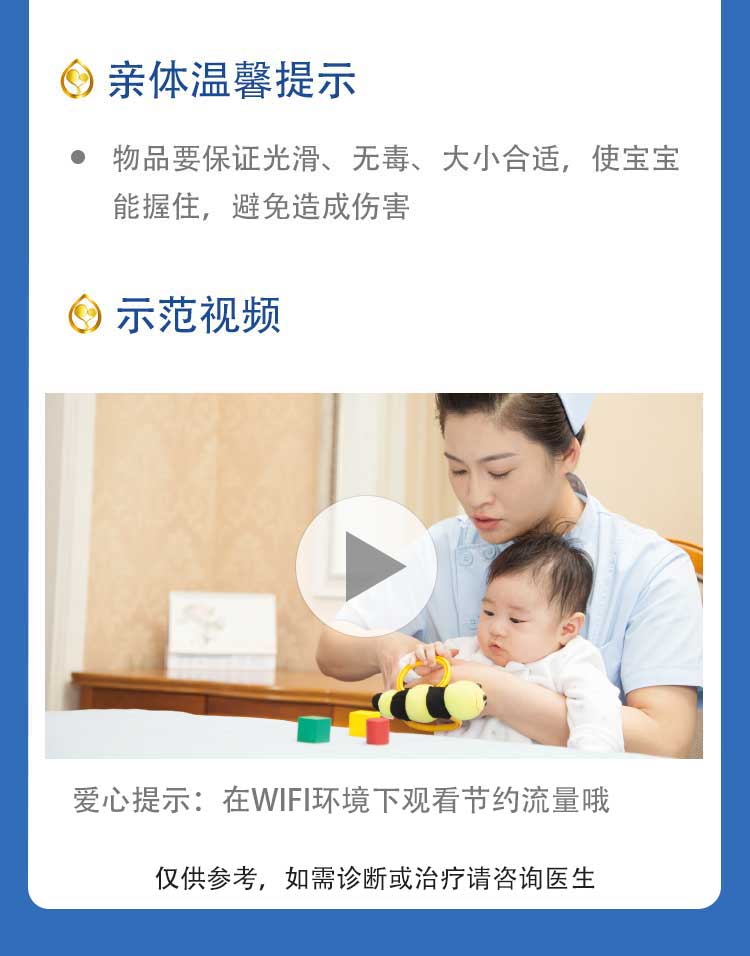 亲体温馨提示
物品要保证光滑、无毒、大小合适，使宝宝
能握住，避免造成伤害
示范视频
爱心提示：在WIFI环境下观看节约流量哦
仅供参考，如需诊断或治疗请咨询医生